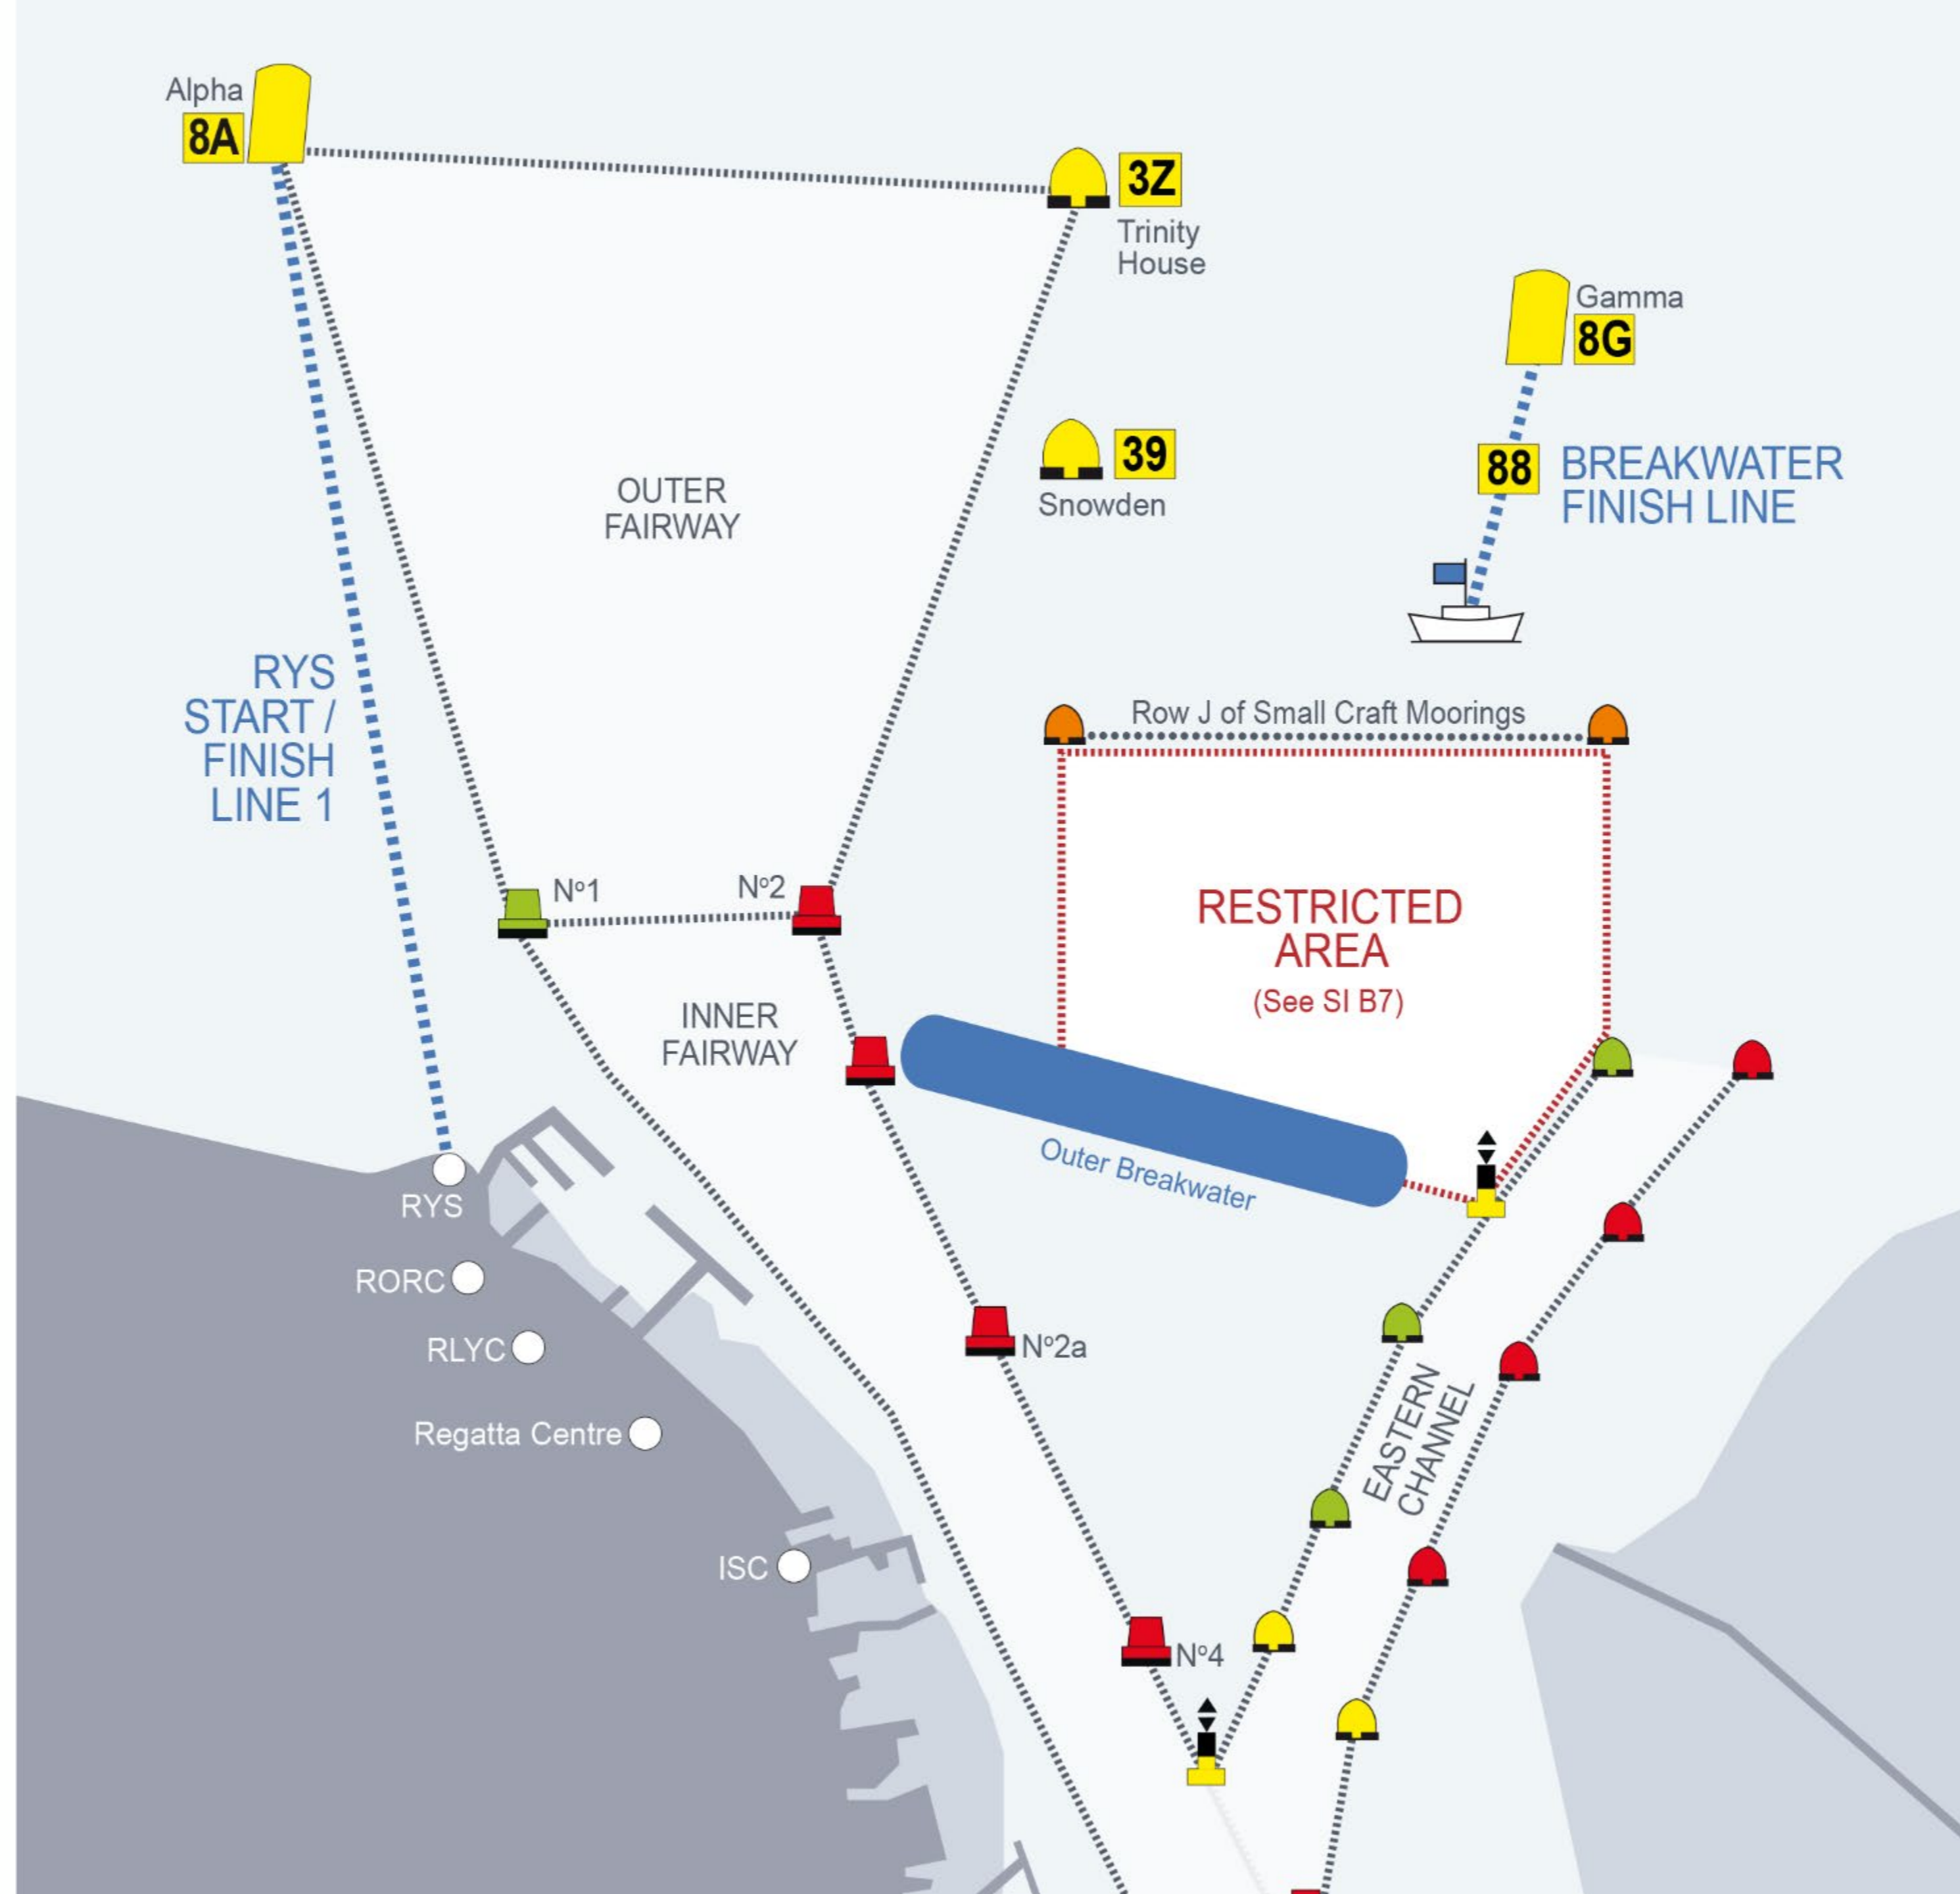 Alpha
8A
3Z
Trinity
House
Gamma
8G
39
Snowden
88
BREAKWATER
FINISH LINE
OUTER
FAIRWAY
RYS
START /
FINISH
LINE 1
Row J of Small Craft Moorings
Nº1
Nº2
RESTRICTED
AREA
(See SI B7)
INNER
FAIRWAY
Outer Breakwater
RYS
RORC
RLYC
Nº2a
Regatta Centre
EASTERN
CHANNEL
ISC
Nº4